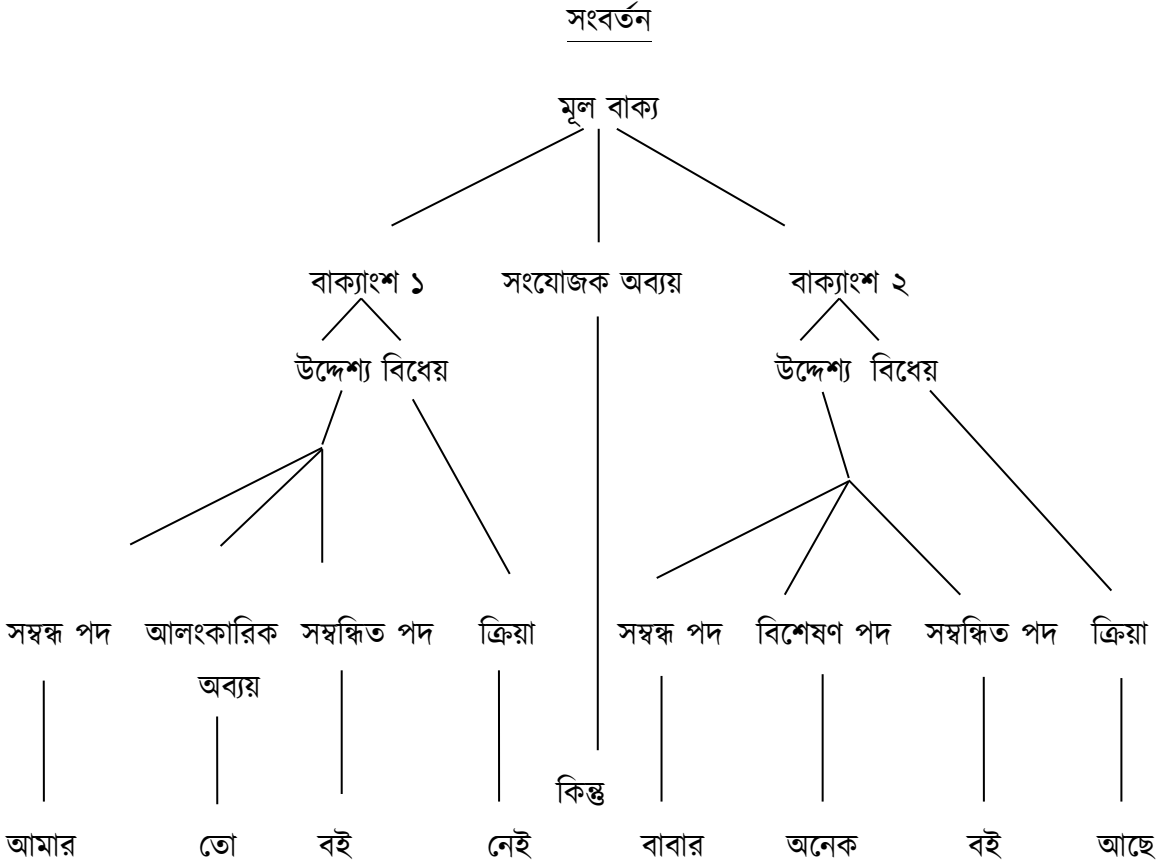 সংবর্তন
মূল বাক্য
বাক্যাংশ ১ সংযোজক অব্যয় বাক্যাংশ ২
উদ্দেশ্য বিধেয় উদ্দেশ্য বিধেয়
সম্বন্ধ পদ আলংকারিক সম্বন্ধিত পদ ক্রিয়া সম্বন্ধ পদ বিশেষণ পদ সম্বন্ধিত পদ ক্রিয়া
অব্যয়
কিন্তু
আমার তো বই নেই বাবার অনেক বই আছে